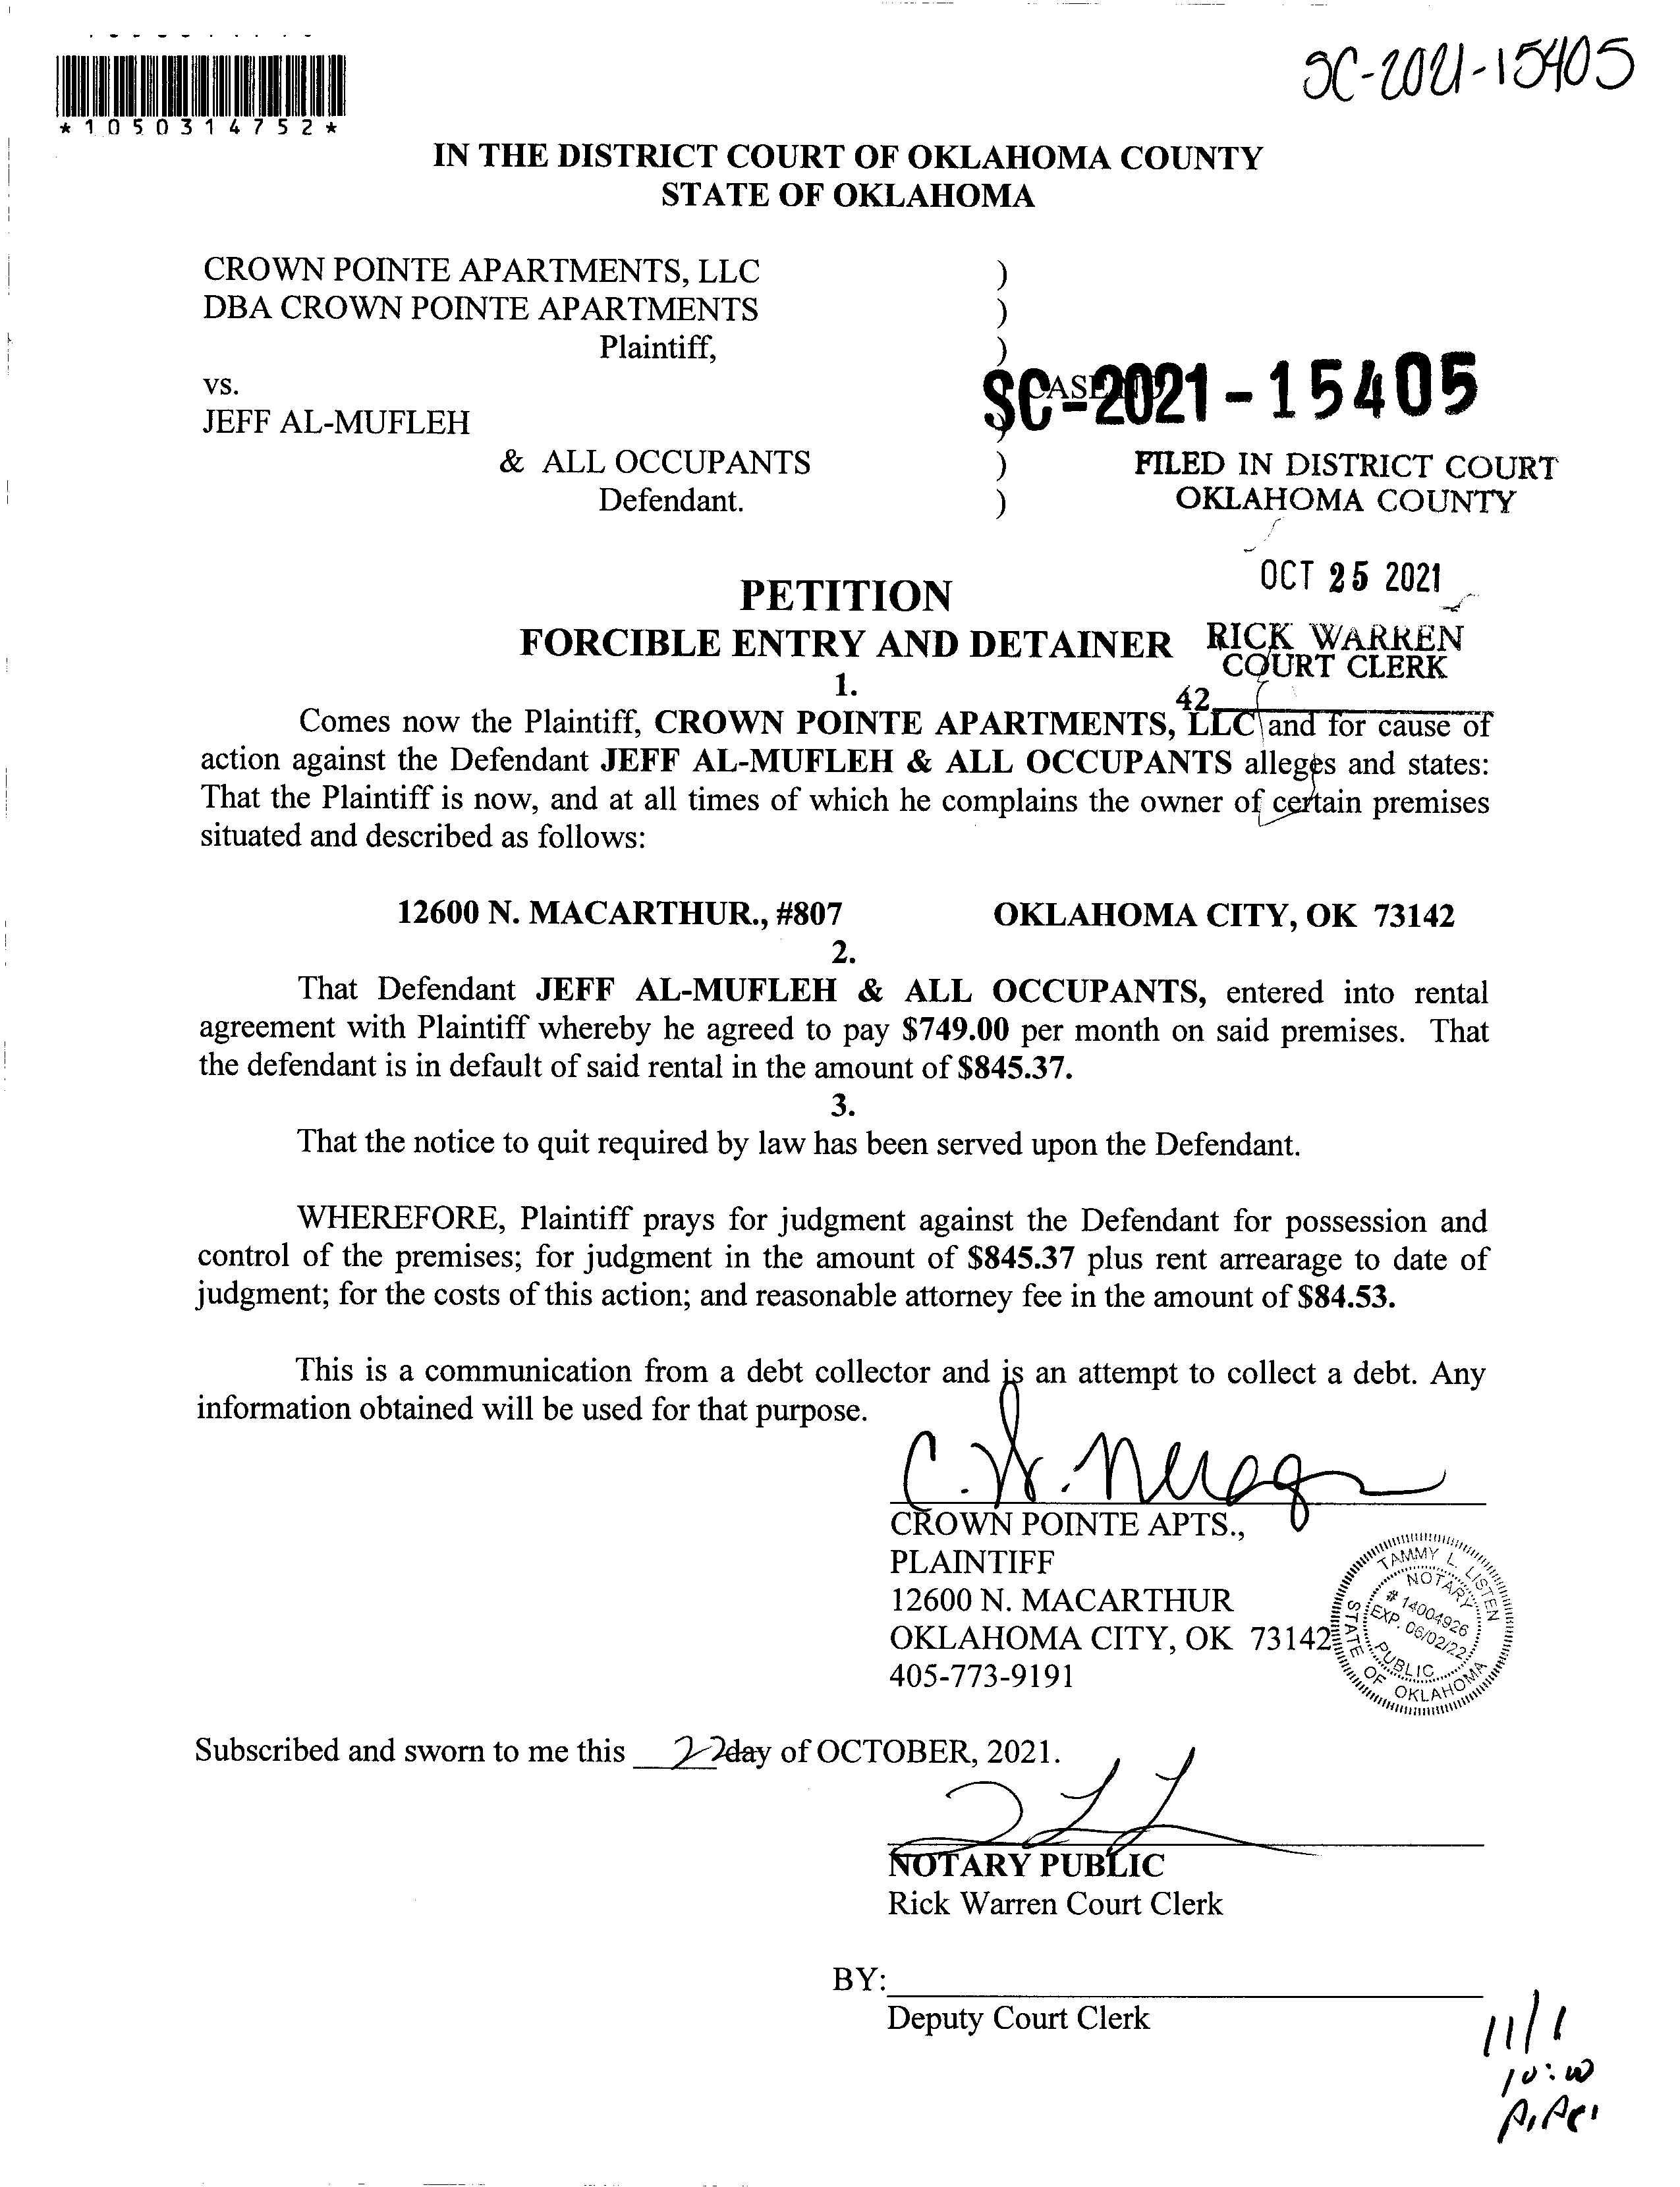 SC-2021-15405
*1050314752*
IN THE DISTRICT COURT OF OKLAHOMA COUNTY
STATE OF OKLAHOMA
CROWN POINTE APARTMENTS, LLC )
DBA CROWN POINTE APARTMENTS )
Plaintiff, )
vs. SC-2021-15405
JEFF AL-MUFLEH )
& ALL OCCUPANTS ) FILED IN DISTRICT COURT
Defendant. ) OKLAHOMA COUNTY
OCT 25 2021
PETITION
FORCIBLE ENTRY AND DETAINER RICK WARREN
COURT CLERK
1.
42
Comes now the Plaintiff, CROWN POINTE APARTMENTS, LLC and for cause of
action against the Defendant JEFF AL-MUFLEH & ALL OCCUPANTS alleges and states:
That the Plaintiff is now, and at all times of which he complains the owner of certain premises
situated and described as follows:
12600 N. MACARTHUR., #807 OKLAHOMA CITY, OK 73142
2.
That Defendant JEFF AL-MUFLEH & ALL OCCUPANTS, entered into rental
agreement with Plaintiff whereby he agreed to pay $749.00 per month on said premises. That
the defendant is in default of said rental in the amount of $845.37.
3.
That the notice to quit required by law has been served upon the Defendant.
WHEREFORE, Plaintiff prays for judgment against the Defendant for possession and
control of the premises; for judgment in the amount of $845.37 plus rent arrearage to date of
judgment; for the costs of this action; and reasonable attorney fee in the amount of $84.53.
This is a communication from a debt collector and is an attempt to collect a debt. Any
information obtained will be used for that purpose.
CROWN POINTE APTS.,
PLAINTIFF
12600 N. MACARTHUR
OKLAHOMA CITY, OK 73142
405-773-9191
TAMMY L. LISTEN
NOTARY
# 14004926
EXP. 06/02/22
PUBLIC
STATE OF OKLAHOMA
Subscribed and sworn to me this 22 day of OCTOBER, 2021.
NOTARY PUBLIC
Rick Warren Court Clerk
BY:
Deputy Court Clerk
11/1
10:00